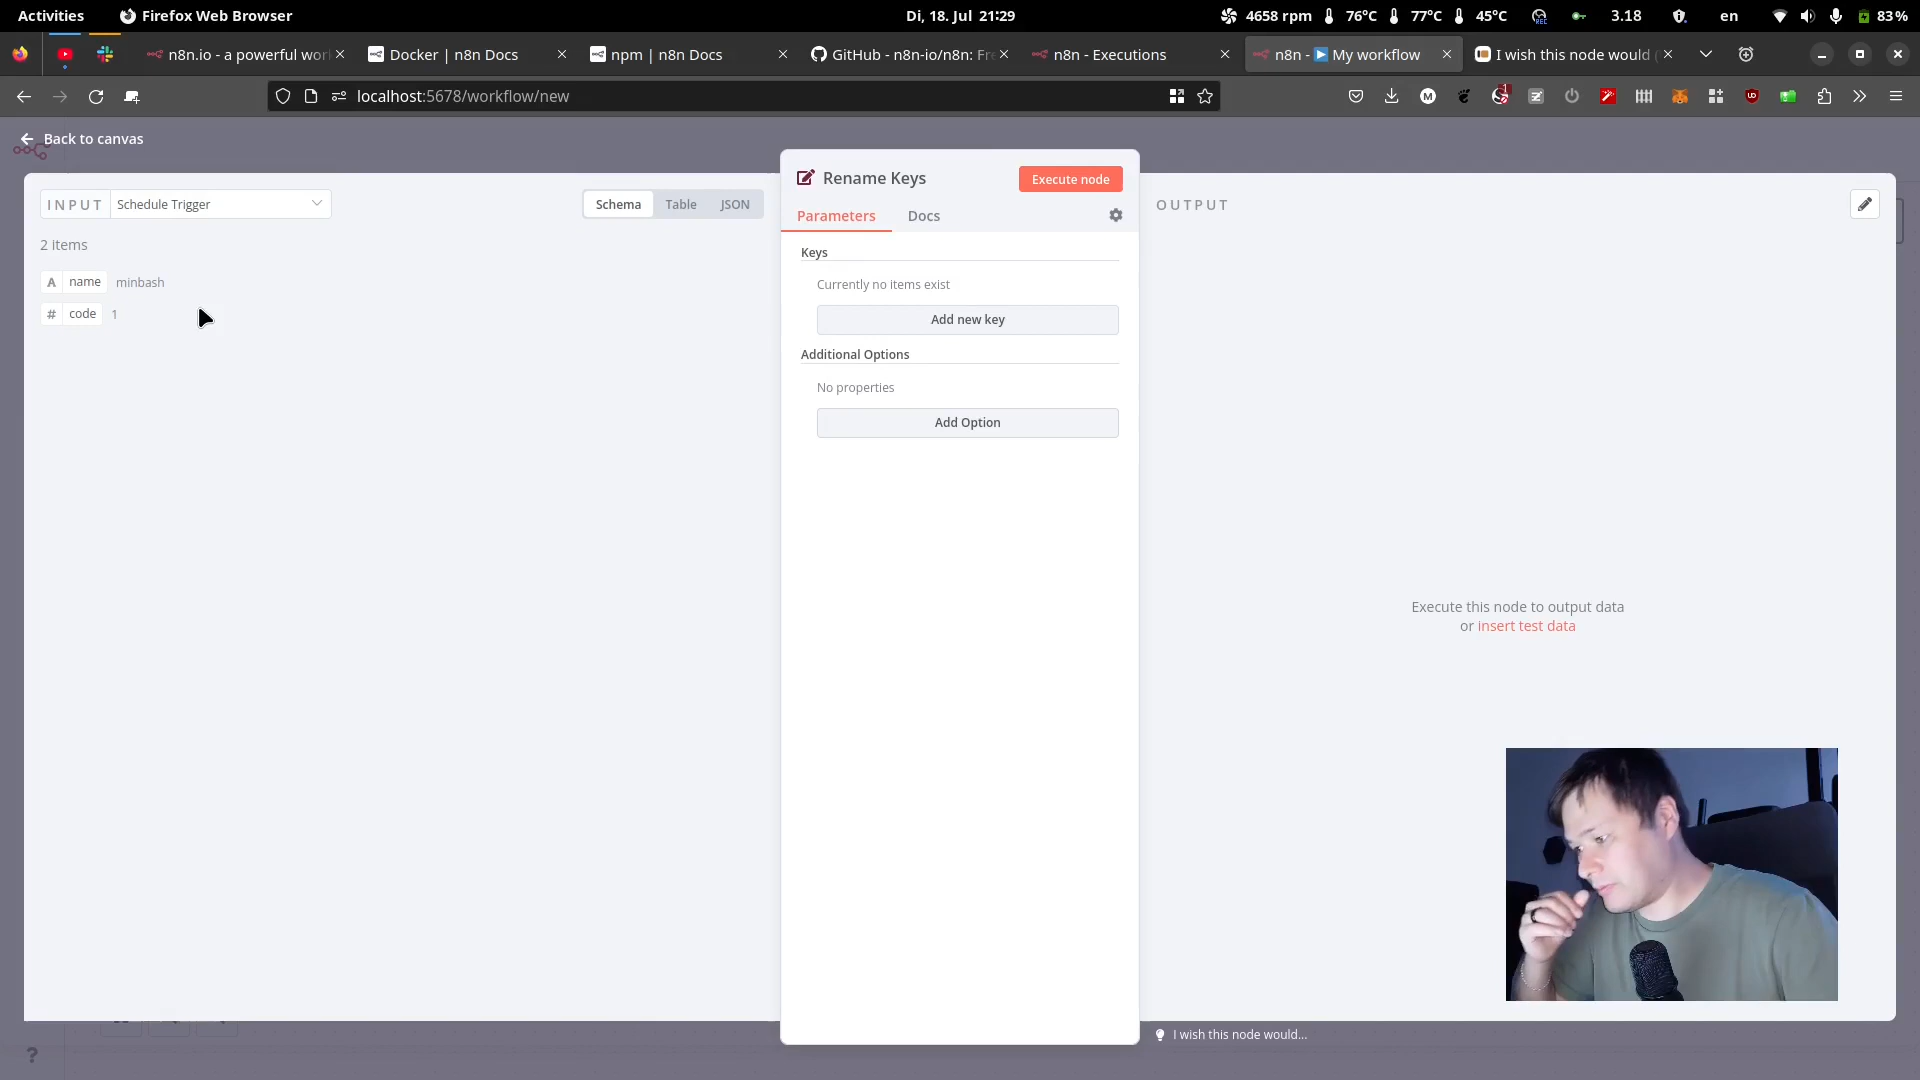 Activities
Firefox Web Browser
Di, 18. Jul 21:29
4658 rpm
76°C
77°C
45°C
3.18
en
83%
n8n.io - a powerful wor
Docker | n8n Docs
npm | n8n Docs
GitHub - n8n-io/n8n: Fre
n8n - Executions
n8n - ▶ My workflow
I wish this node would (
localhost:5678/workflow/new
Back to canvas
INPUT
Schedule Trigger
Schema
Table
JSON
2 items
A name minbash
# code 1
Rename Keys
Execute node
Parameters
Docs
Keys
Currently no items exist
Add new key
Additional Options
No properties
Add Option
OUTPUT
Execute this node to output data
or insert test data
I wish this node would...